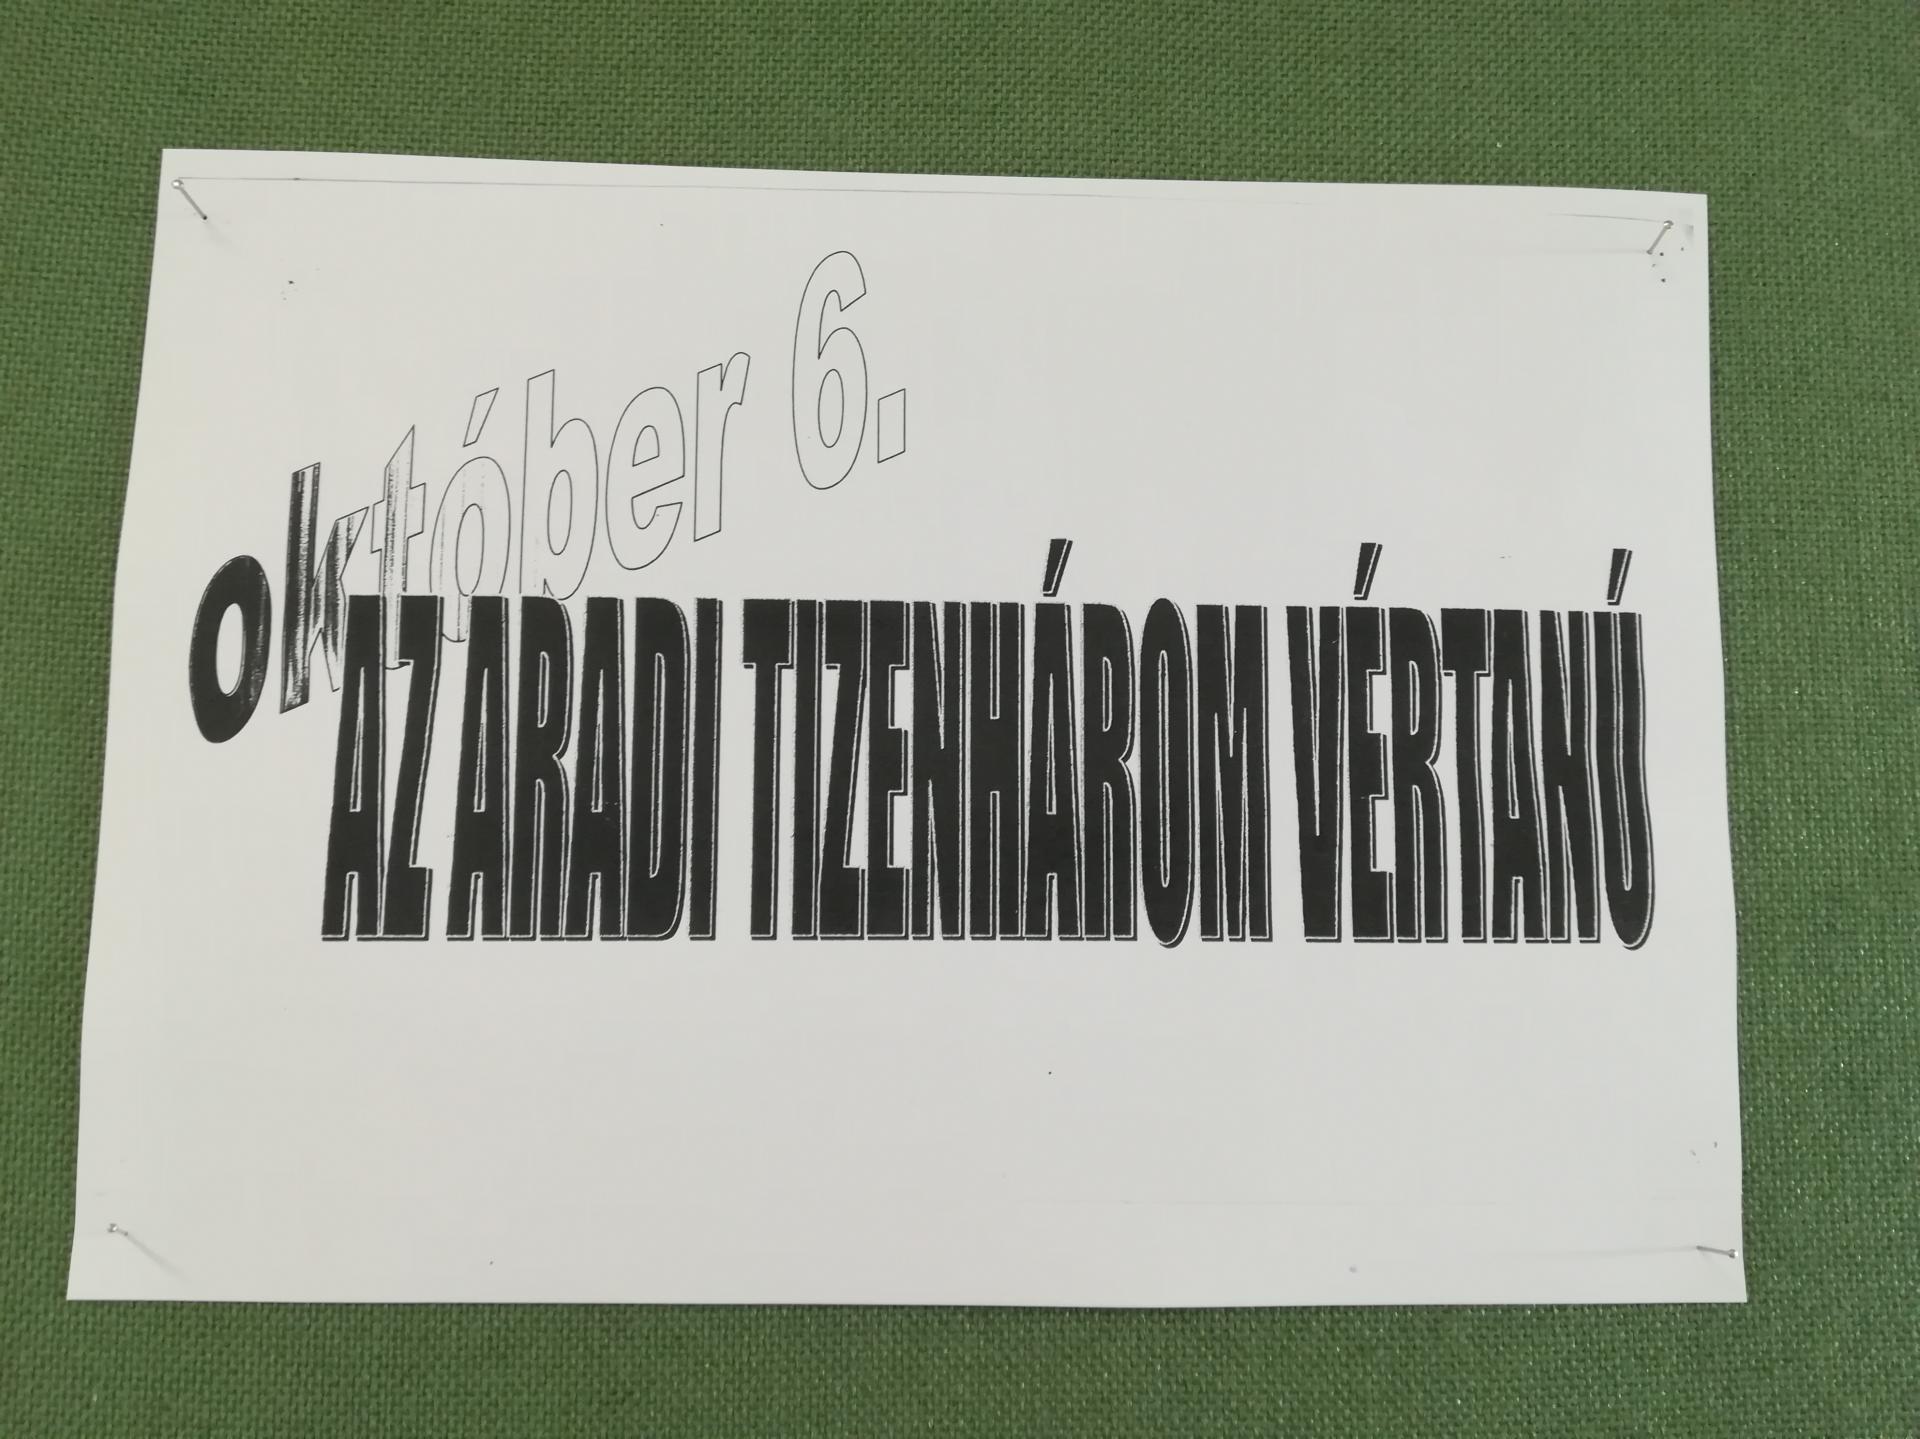 október 6.
AZ ARADI TIZENHÁROM VÉRTANÚ